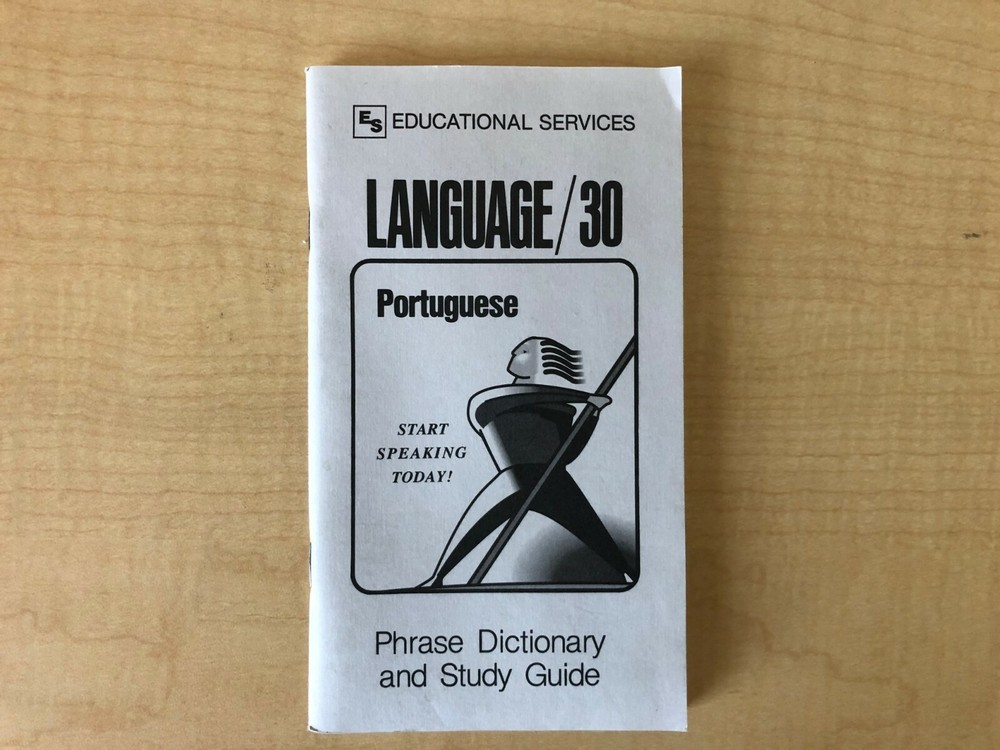 ES EDUCATIONAL SERVICES
LANGUAGE/30
Portuguese
START
SPEAKING
TODAY!
Phrase Dictionary
and Study Guide